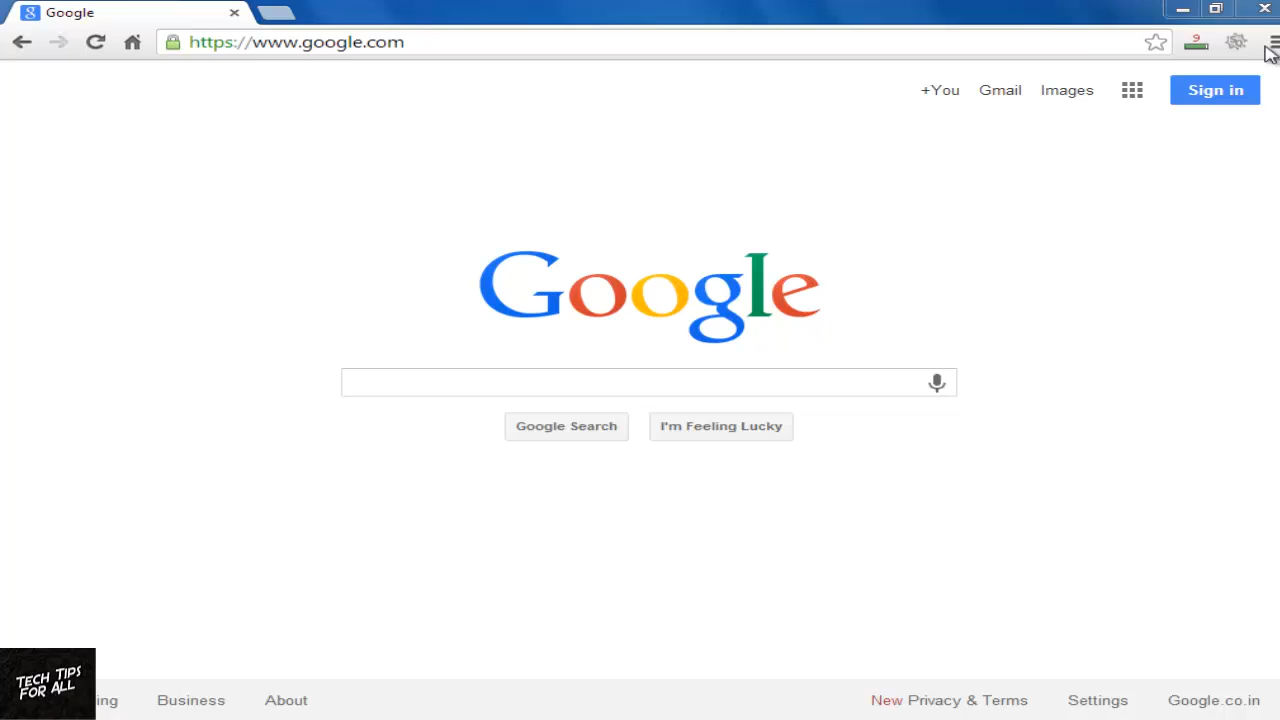 Google
https://www.google.com
9
+You Gmail Images Sign in
Google
Google Search I'm Feeling Lucky
TECH TIPS
FOR ALL
Business About New Privacy & Terms Settings Google.co.in